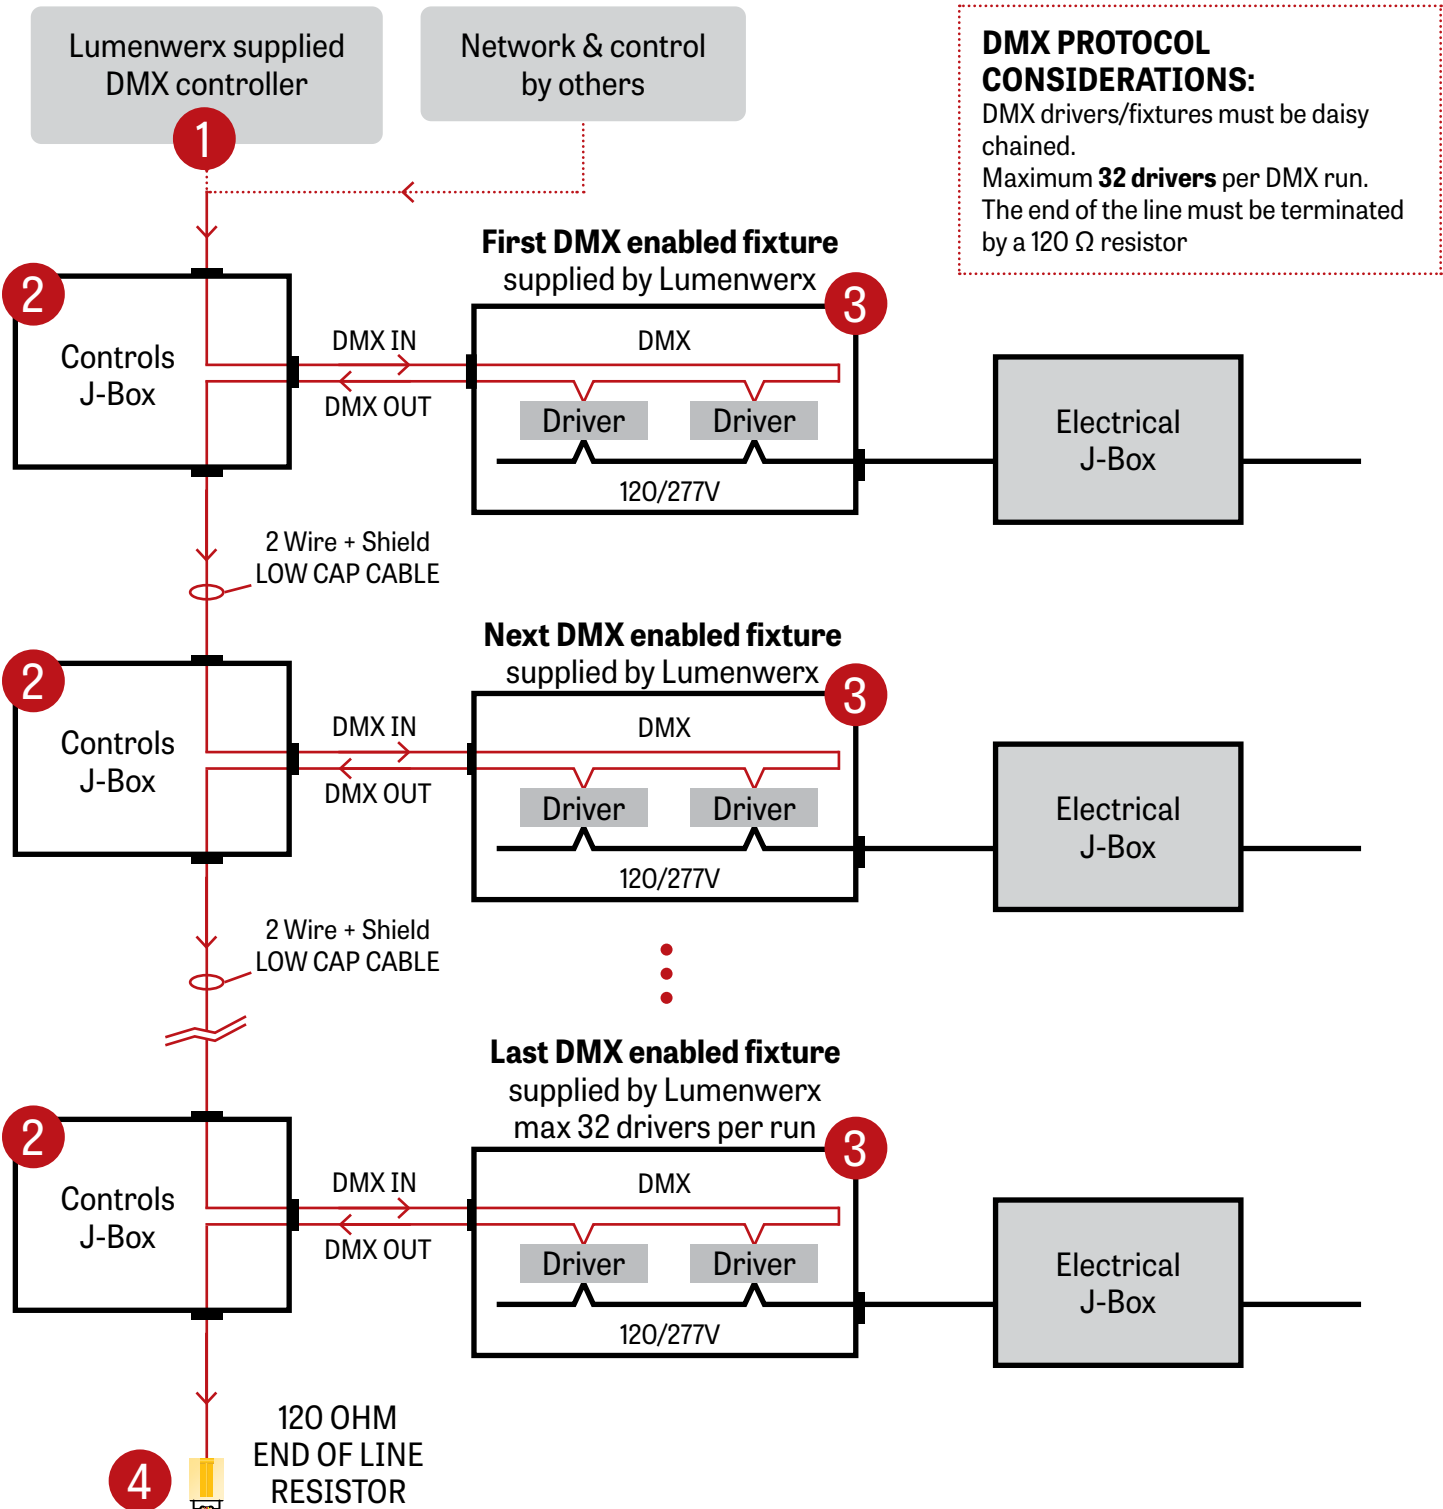 Lumenwerx supplied
DMX controller
1
Network & control
by others
DMX PROTOCOL
CONSIDERATIONS:
DMX drivers/fixtures must be daisy
chained.
Maximum 32 drivers per DMX run.
The end of the line must be terminated
by a 120 Ω resistor
2
Controls
J-Box
DMX IN
DMX OUT
First DMX enabled fixture
supplied by Lumenwerx
3
DMX
Driver
Driver
120/277V
Electrical
J-Box
2 Wire + Shield
LOW CAP CABLE
2
Controls
J-Box
DMX IN
DMX OUT
Next DMX enabled fixture
supplied by Lumenwerx
3
DMX
Driver
Driver
120/277V
Electrical
J-Box
2 Wire + Shield
LOW CAP CABLE
2
Controls
J-Box
DMX IN
DMX OUT
Last DMX enabled fixture
supplied by Lumenwerx
max 32 drivers per run
3
DMX
Driver
Driver
120/277V
Electrical
J-Box
4
120 OHM
END OF LINE
RESISTOR